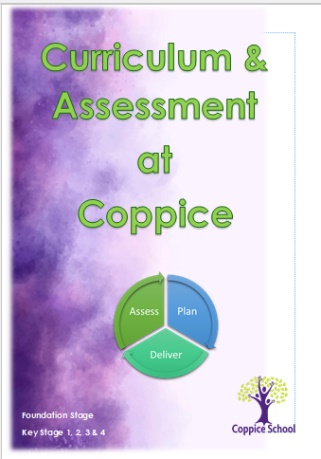 Curriculum &
Assessment
at
Coppice
Assess
Plan
Deliver
Foundation Stage
Key Stage 1, 2, 3 & 4
Coppice School